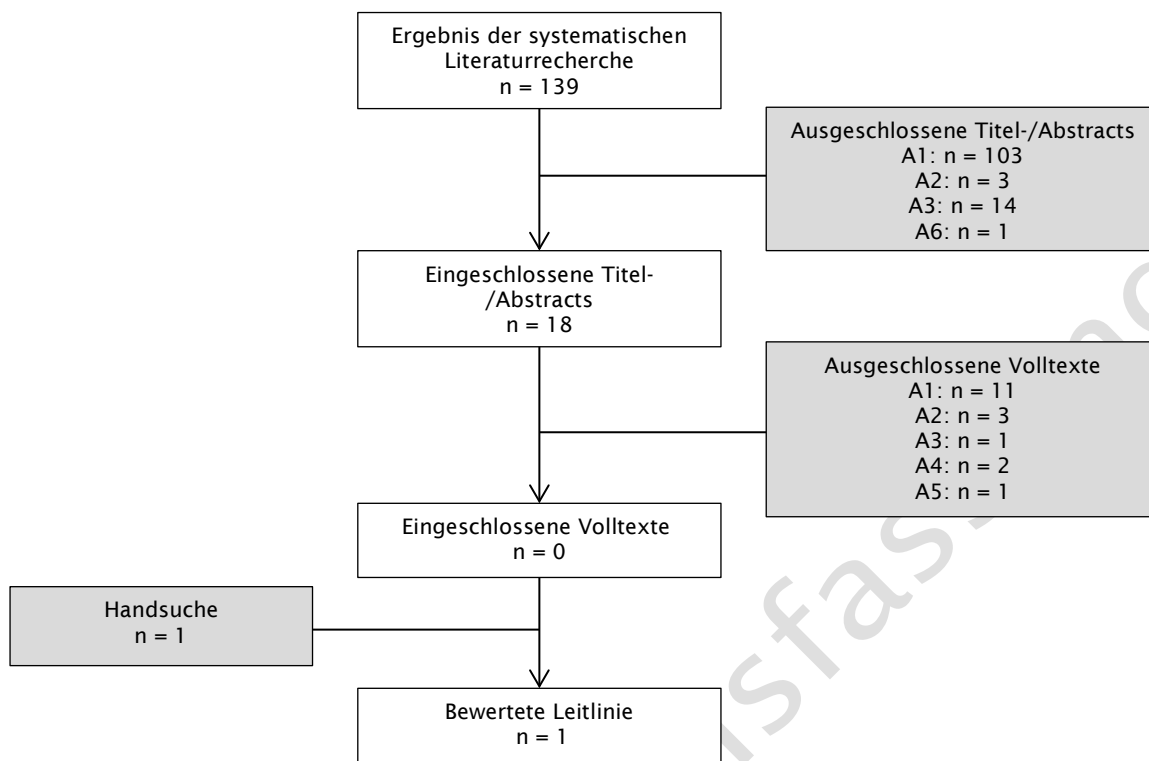 Ergebnis der systematischen
Literaturrecherche
n = 139
Ausgeschlossene Titel-/Abstracts
A1: n = 103
A2: n = 3
A3: n = 14
A6: n = 1
Eingeschlossene Titel-
/Abstracts
n = 18
Ausgeschlossene Volltexte
A1: n = 11
A2: n = 3
A3: n = 1
A4: n = 2
A5: n = 1
Eingeschlossene Volltexte
n = 0
Handsuche
n = 1
Bewertete Leitlinie
n = 1